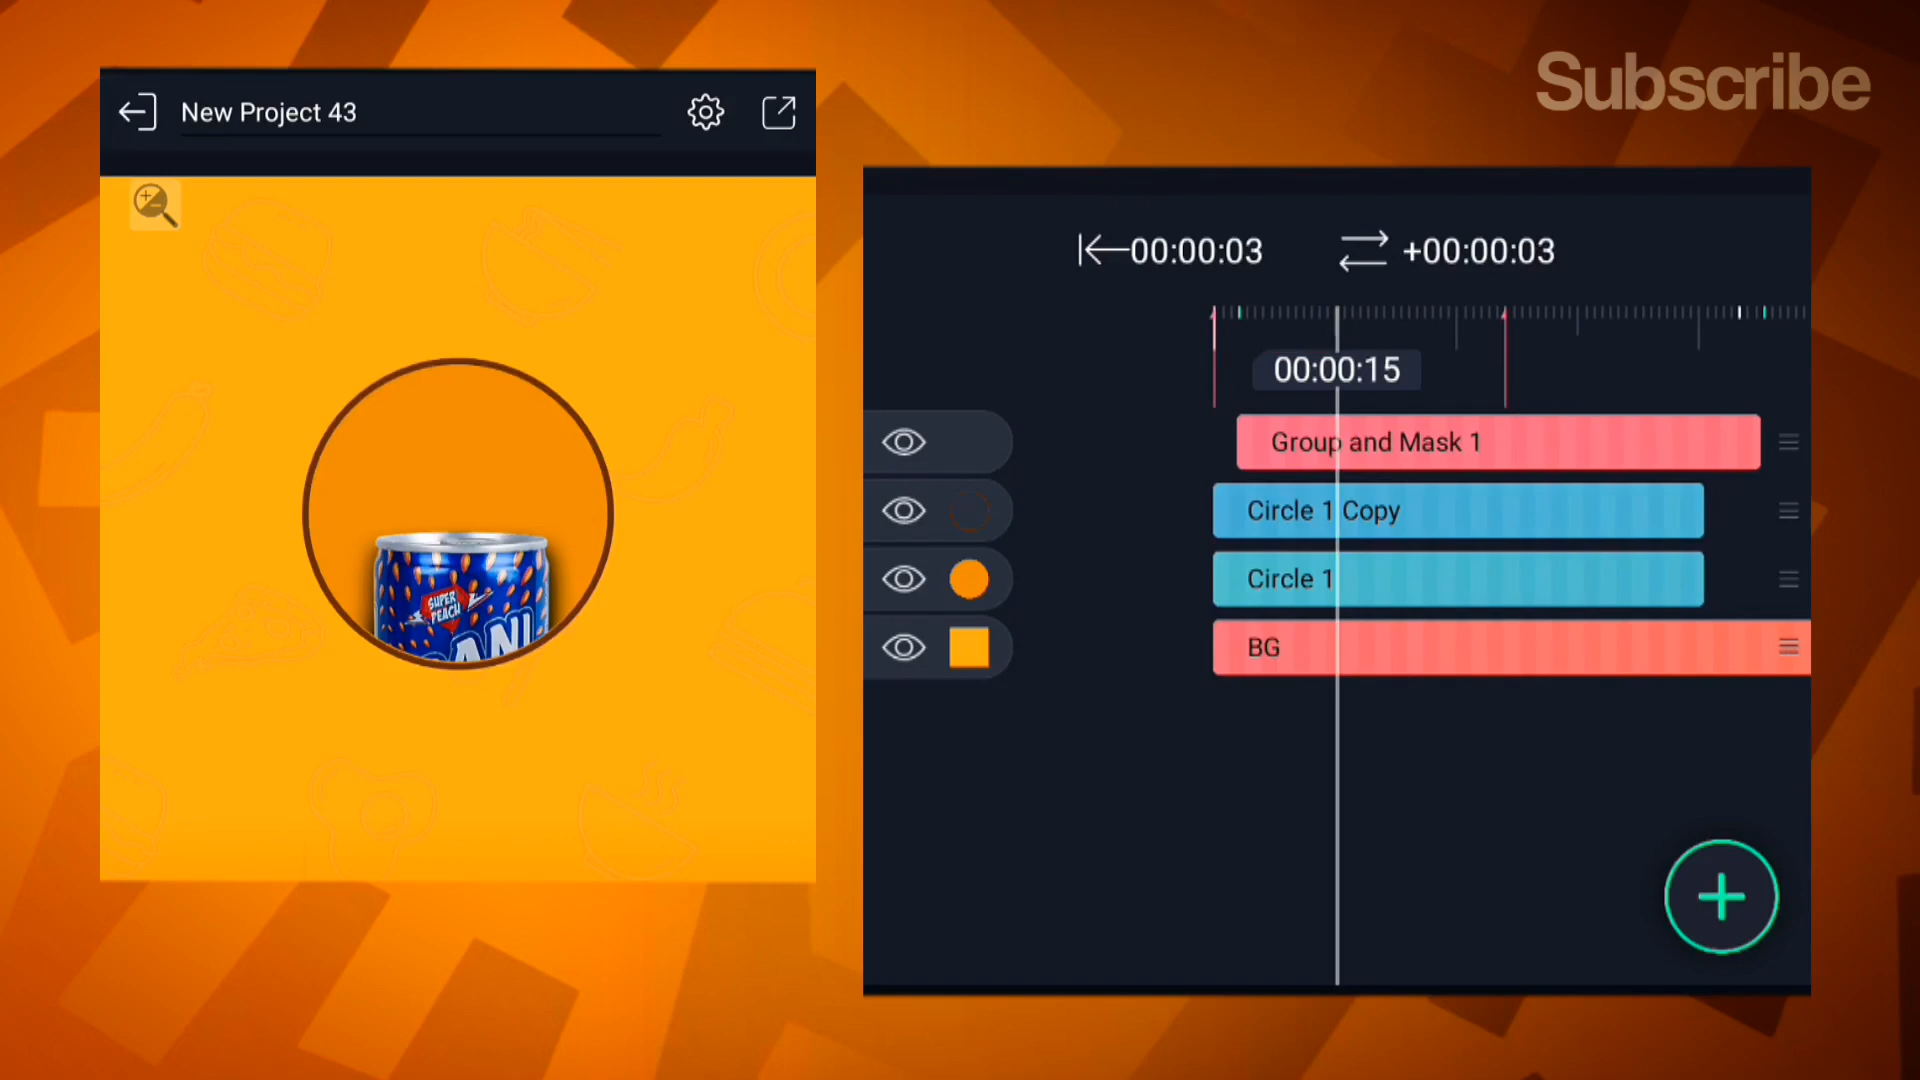 Subscribe
New Project 43
00:00:03
+00:00:03
00:00:15
Group and Mask 1
Circle 1 Copy
Circle 1
BG
SUPER
PEACH